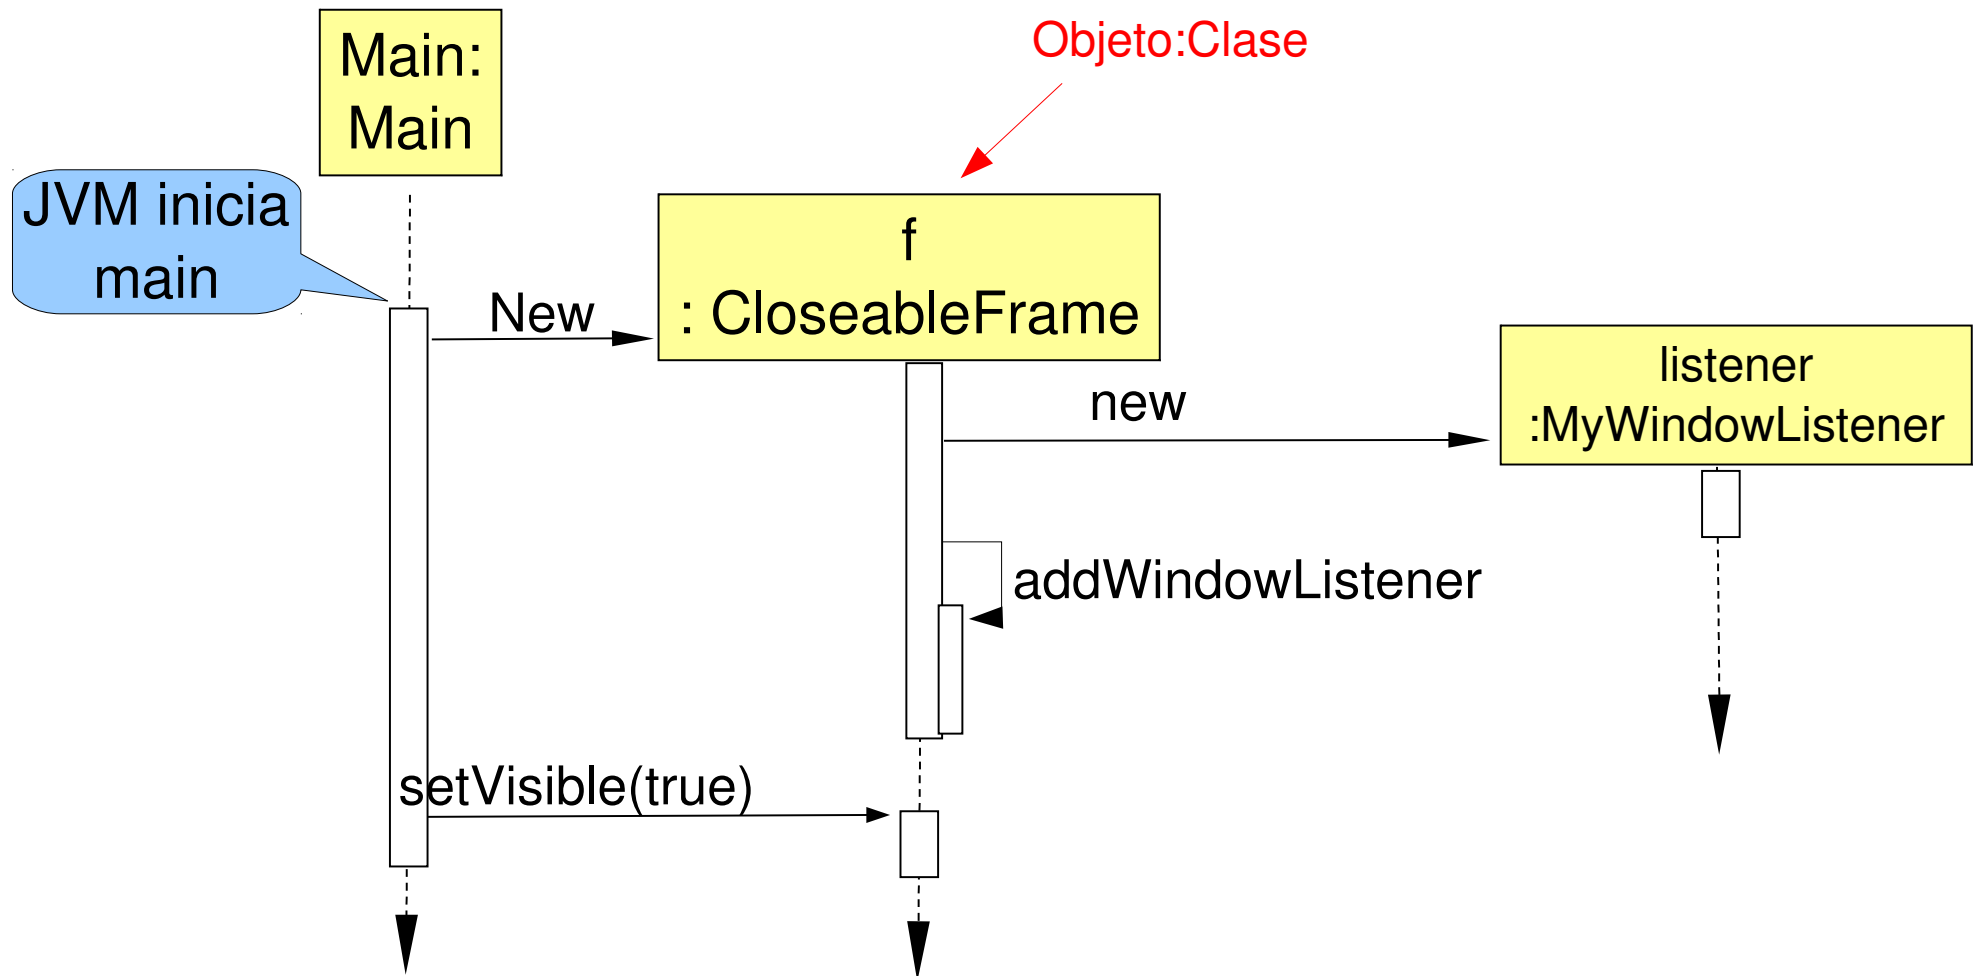 Main:
Main
Objeto:Clase
JVM inicia
main
f
: CloseableFrame
New
listener
:MyWindowListener
new
addWindowListener
setVisible(true)